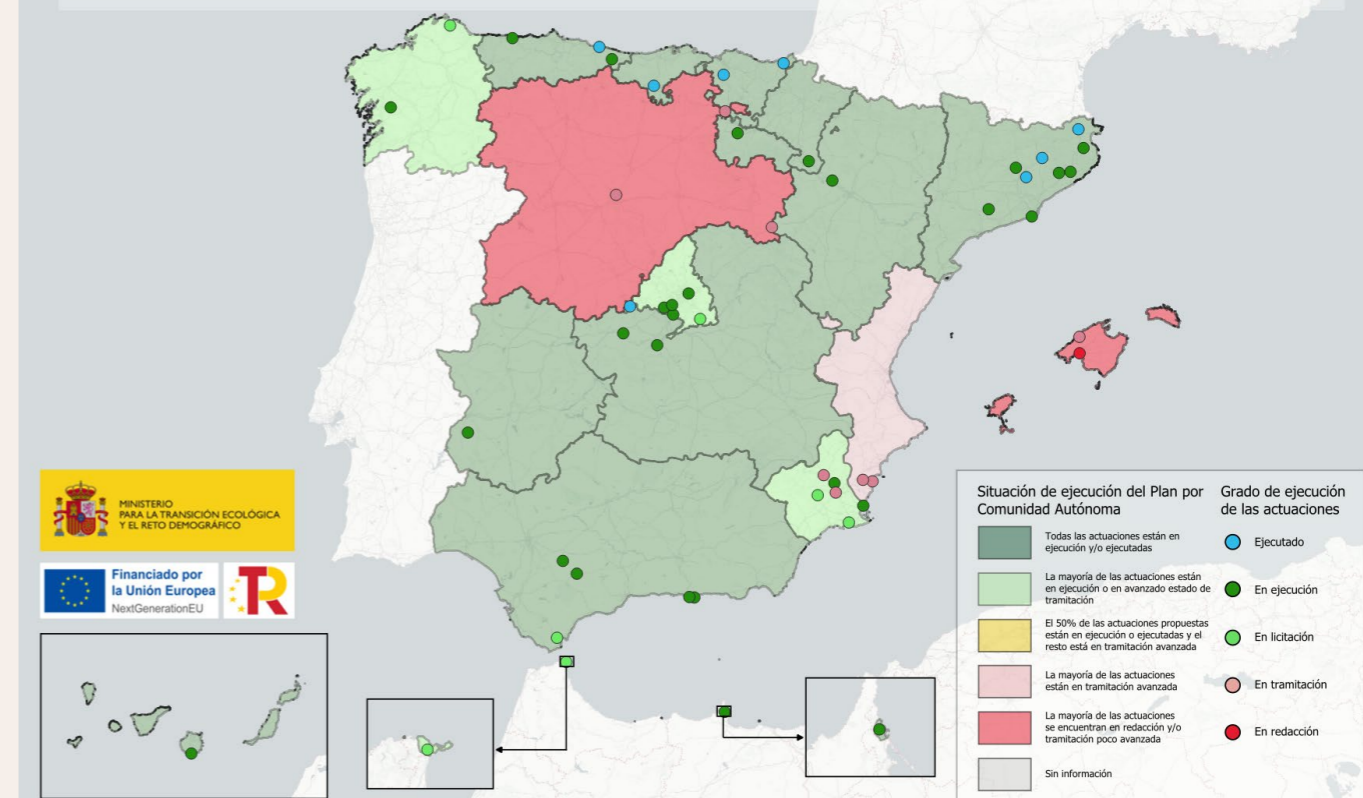 MINISTERIO
PARA LA TRANSICIÓN ECOLÓGICA
Y EL RETO DEMOGRÁFICO
Financiado por
la Unión Europea
NextGenerationEU
TR
Situación de ejecución del Plan por
Comunidad Autónoma
Todas las actuaciones están en
ejecución y/o ejecutadas
La mayoría de las actuaciones están
en ejecución o en avanzado estado de
tramitación
El 50% de las actuaciones propuestas
están en ejecución o ejecutadas y el
resto está en tramitación avanzada
La mayoría de las actuaciones
están en tramitación avanzada
La mayoría de las actuaciones
se encuentran en redacción y/o
tramitación poco avanzada
Sin información
Grado de ejecución
de las actuaciones
Ejecutado
En ejecución
En licitación
En tramitación
En redacción